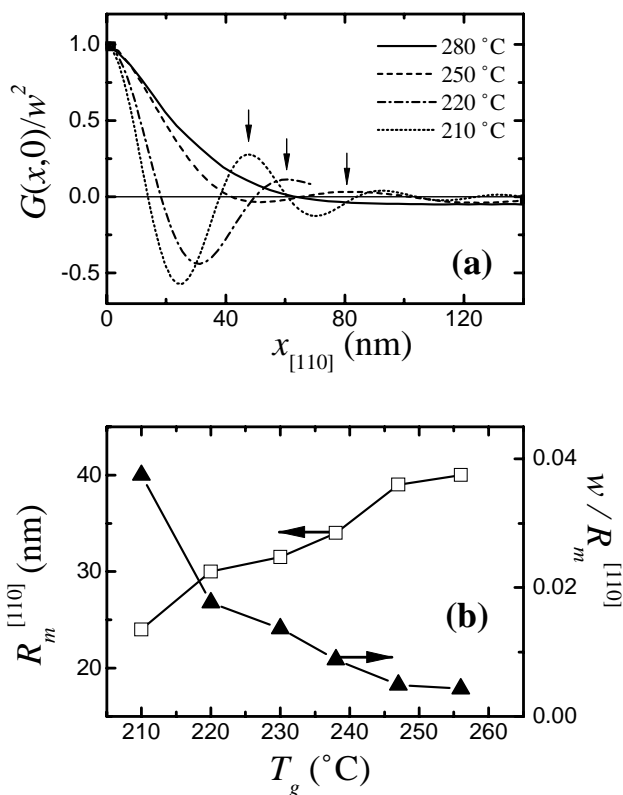 G(x,0)/w²
1.0
0.5
0.0
-0.5
0
40
80
120
x[110] (nm)
280 °C
250 °C
220 °C
210 °C
(a)
R_m^[110] (nm)
40
30
20
w / R_m^[110]
0.04
0.02
0.00
210
220
230
240
250
260
T_g (°C)
(b)